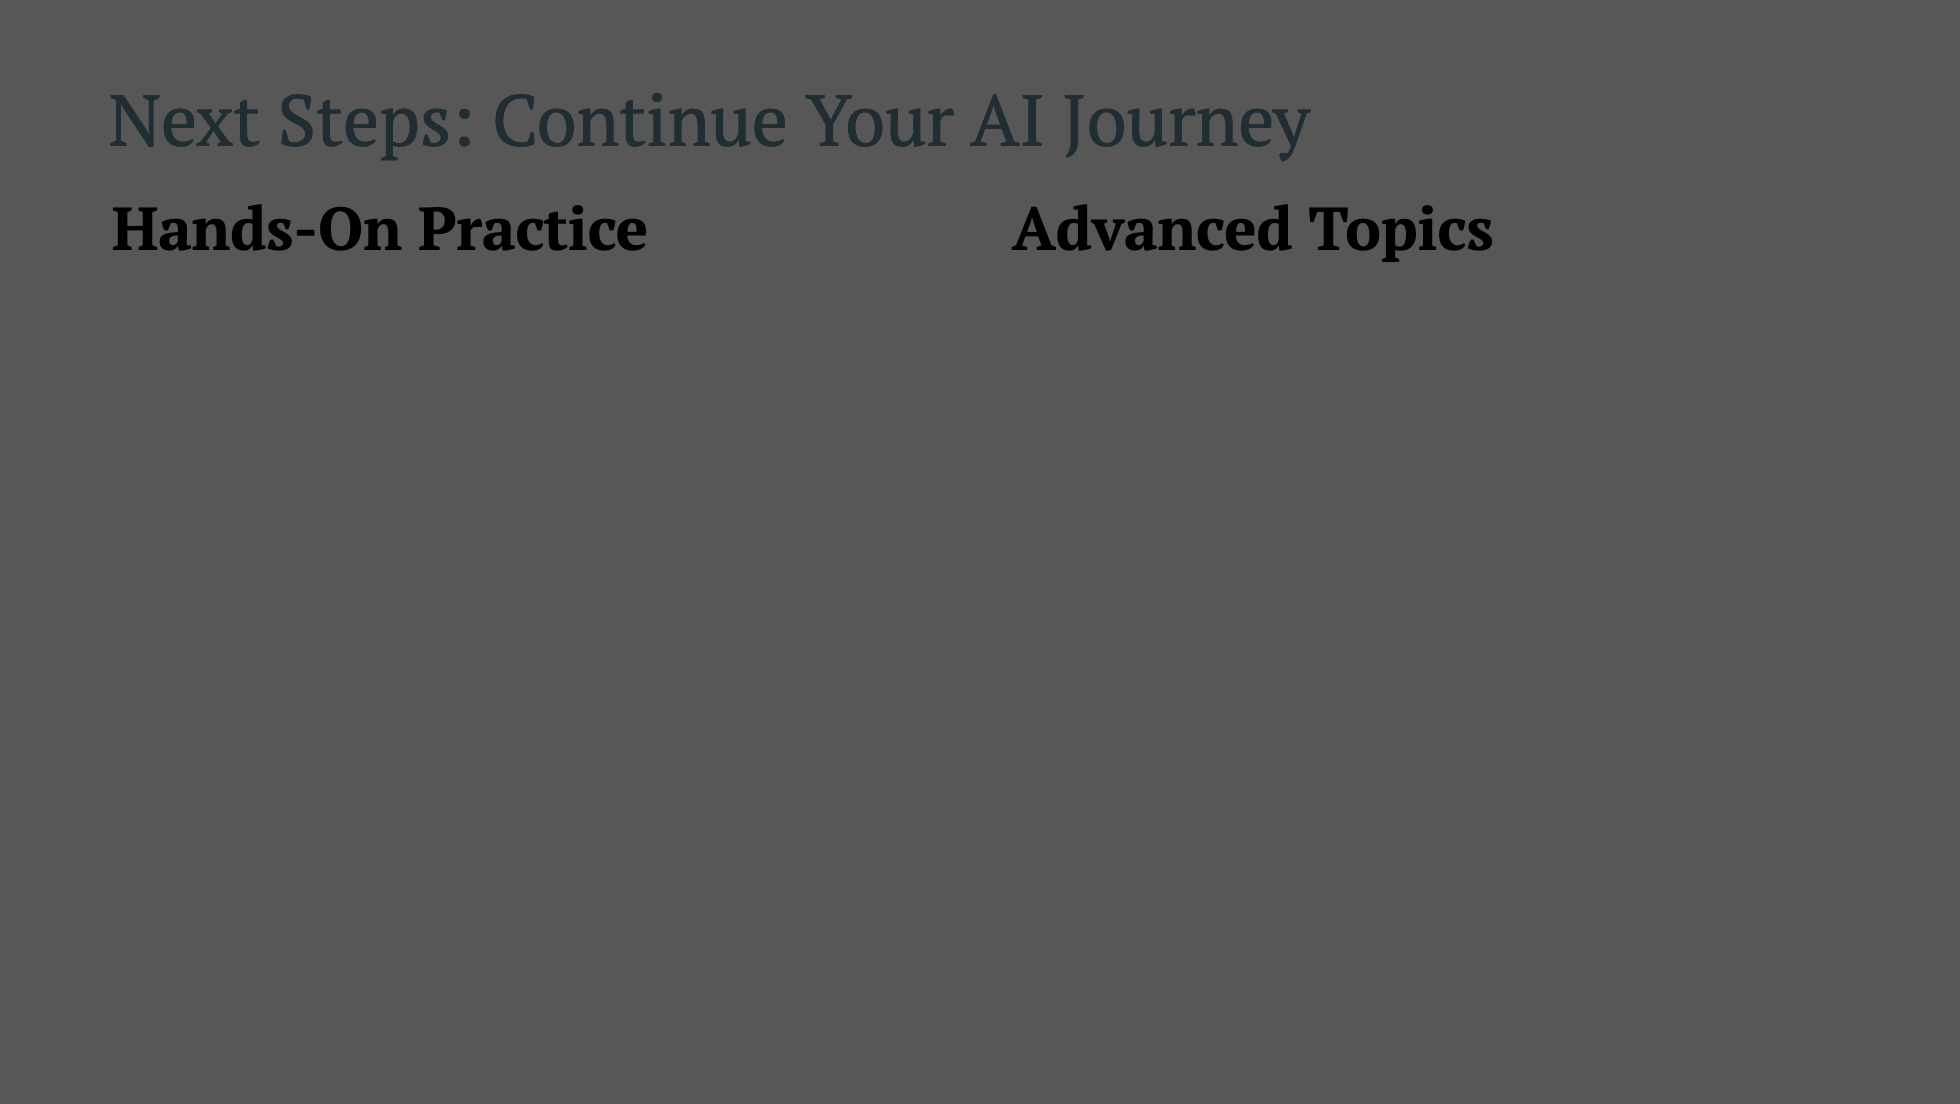 Next Steps: Continue Your AI Journey
Hands-On Practice
Advanced Topics